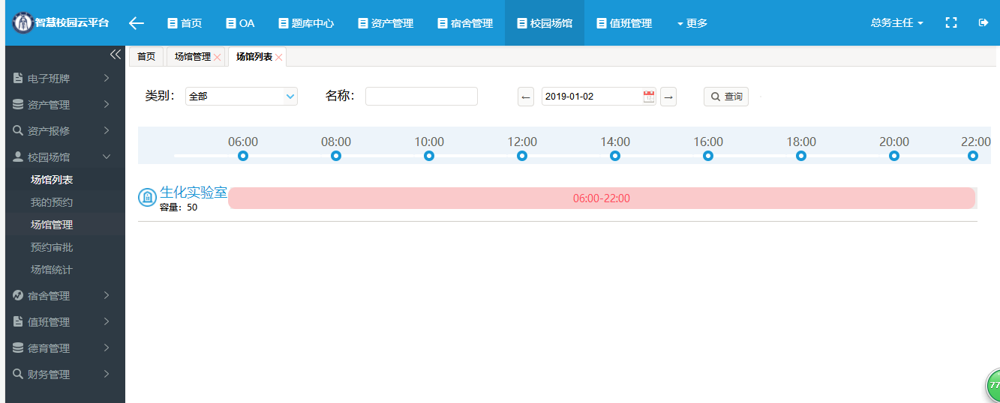 智慧校园云平台
首页 OA 题库中心 资产管理 宿舍管理 校园场馆 值班管理 更多 总务主任
首页 场馆管理 场馆列表
电子班牌
资产管理
资产报修
校园场馆
场馆列表
我的预约
场馆管理
预约审批
场馆统计
宿舍管理
值班管理
德育管理
财务管理
类别： 全部 名称： ← 2019-01-02 → 查询
06:00 08:00 10:00 12:00 14:00 16:00 18:00 20:00 22:00
生化实验室 06:00-22:00
容量：50
77